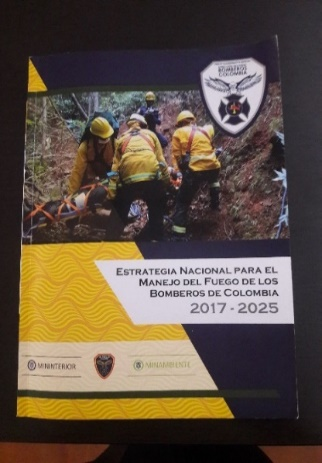 BOMBEROS
COLOMBIA
ESTRATEGIA NACIONAL PARA EL
MANEJO DEL FUEGO DE LOS
BOMBEROS DE COLOMBIA
2017 - 2025
MININTERIOR
MINAMBIENTE